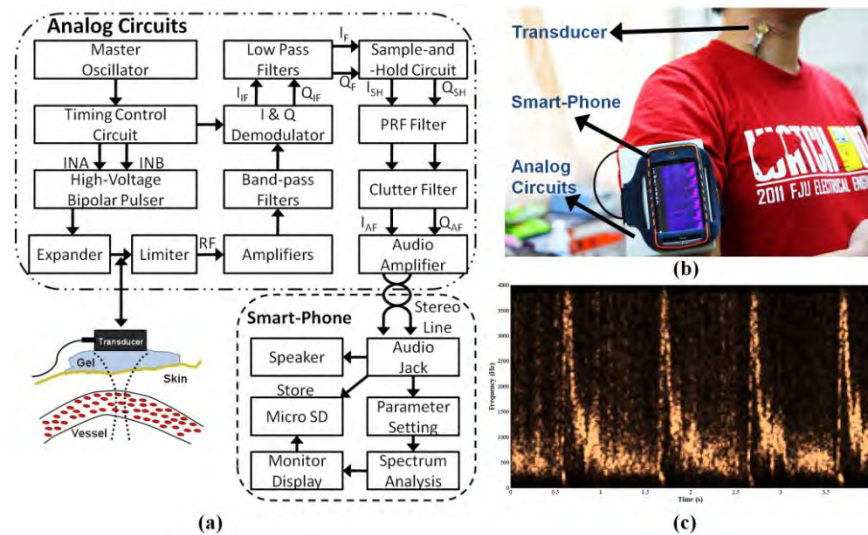 Analog Circuits
Master
Oscillator
Timing Control
Circuit
INA
INB
High-Voltage
Bipolar Pulser
Expander
Limiter
RF
Amplifiers
Band-pass
Filters
I & Q
Demodulator
I_IF
Q_IF
Low Pass
Filters
I_F
Q_F
Sample-and
-Hold Circuit
I_SH
Q_SH
PRF Filter
Clutter Filter
I_AF
Q_AF
Audio
Amplifier
Stereo
Line
Smart-Phone
Audio
Jack
Speaker
Store
Micro SD
Parameter
Setting
Monitor
Display
Spectrum
Analysis
Transducer
Gel
Skin
Vessel
(a)
Transducer
Smart-Phone
Analog
Circuits
2011 FJU ELECTRICAL ENGI
(b)
4000
3500
3000
2500
2000
1500
1000
500
0
Frequency (Hz)
0
0.5
1
1.5
2
2.5
3
3.5
Time (s)
(c)